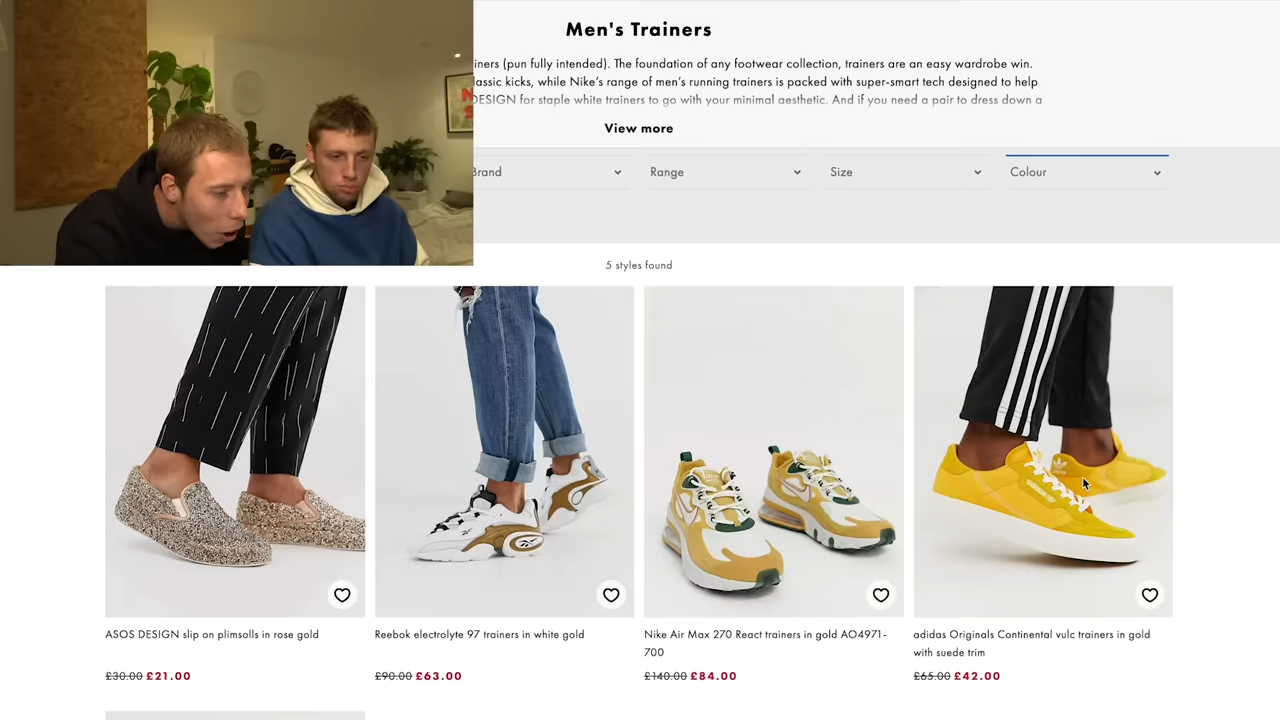 Men's Trainers
iners (pun fully intended). The foundation of any footwear collection, trainers are an easy wardrobe win.
lassic kicks, while Nike's range of men's running trainers is packed with super-smart tech designed to help
DESIGN for staple white trainers to go with your minimal aesthetic. And if you need a pair to dress down a
View more
Brand
Range
Size
Colour
5 styles found
ASOS DESIGN slip on plimsolls in rose gold
£30.00 £21.00
Reebok electrolyte 97 trainers in white gold
£90.00 £63.00
Nike Air Max 270 React trainers in gold AO4971-
700
£140.00 £84.00
adidas Originals Continental vulc trainers in gold
with suede trim
£65.00 £42.00